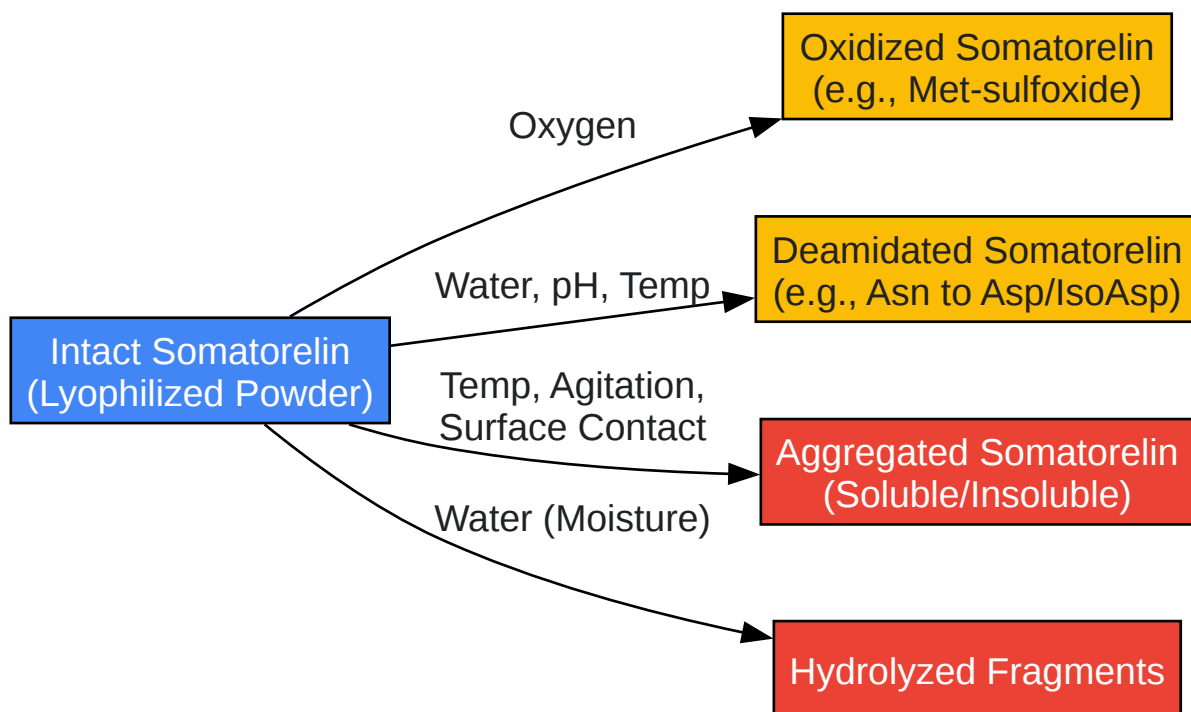 Oxidized Somatorelin
(e.g., Met-sulfoxide)
Oxygen
Deamidated Somatorelin
(e.g., Asn to Asp/IsoAsp)
Water, pH, Temp
Intact Somatorelin
(Lyophilized Powder)
Temp, Agitation,
Surface Contact
Aggregated Somatorelin
(Soluble/Insoluble)
Water (Moisture)
Hydrolyzed Fragments